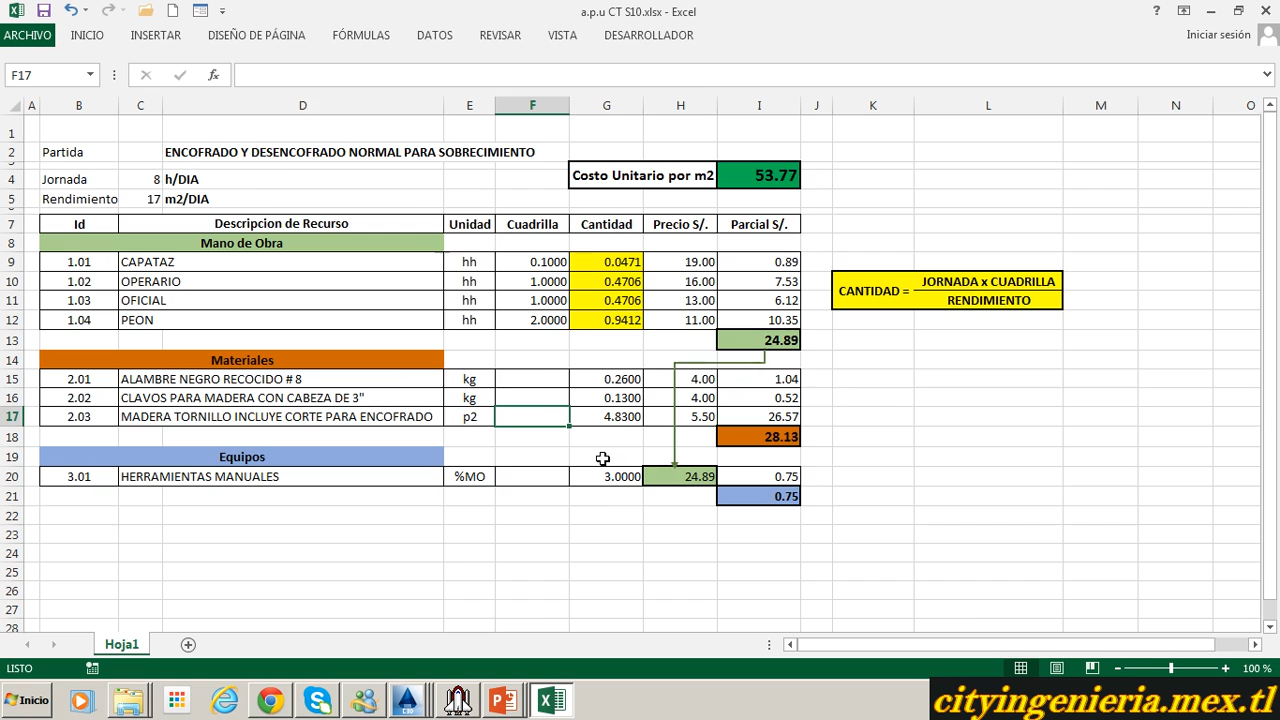 a.p.u CT S10.xlsx - Excel
ARCHIVO INICIO INSERTAR DISEÑO DE PÁGINA FÓRMULAS DATOS REVISAR VISTA DESARROLLADOR Iniciar sesión
F17 fx
A B C D E F G H I J K L M N O
1
2 Partida ENCOFRADO Y DESENCOFRADO NORMAL PARA SOBRECIMIENTO
4 Jornada 8 h/DIA Costo Unitario por m2 53.77
5 Rendimiento 17 m2/DIA
7 Id Descripcion de Recurso Unidad Cuadrilla Cantidad Precio S/. Parcial S/.
8 Mano de Obra
9 1.01 CAPATAZ hh 0.1000 0.0471 19.00 0.89
10 1.02 OPERARIO hh 1.0000 0.4706 16.00 7.53 CANTIDAD = JORNADA x CUADRILLA
11 1.03 OFICIAL hh 1.0000 0.4706 13.00 6.12 RENDIMIENTO
12 1.04 PEON hh 2.0000 0.9412 11.00 10.35
13 24.89
14 Materiales
15 2.01 ALAMBRE NEGRO RECOCIDO # 8 kg 0.2600 4.00 1.04
16 2.02 CLAVOS PARA MADERA CON CABEZA DE 3" kg 0.1300 4.00 0.52
17 2.03 MADERA TORNILLO INCLUYE CORTE PARA ENCOFRADO p2 4.8300 5.50 26.57
18 28.13
19 Equipos
20 3.01 HERRAMIENTAS MANUALES %MO 3.0000 24.89 0.75
21 0.75
22
23
24
25
26
27
28
Hoja1
LISTO 100 %
Inicio
cityingenieria.mex.tl